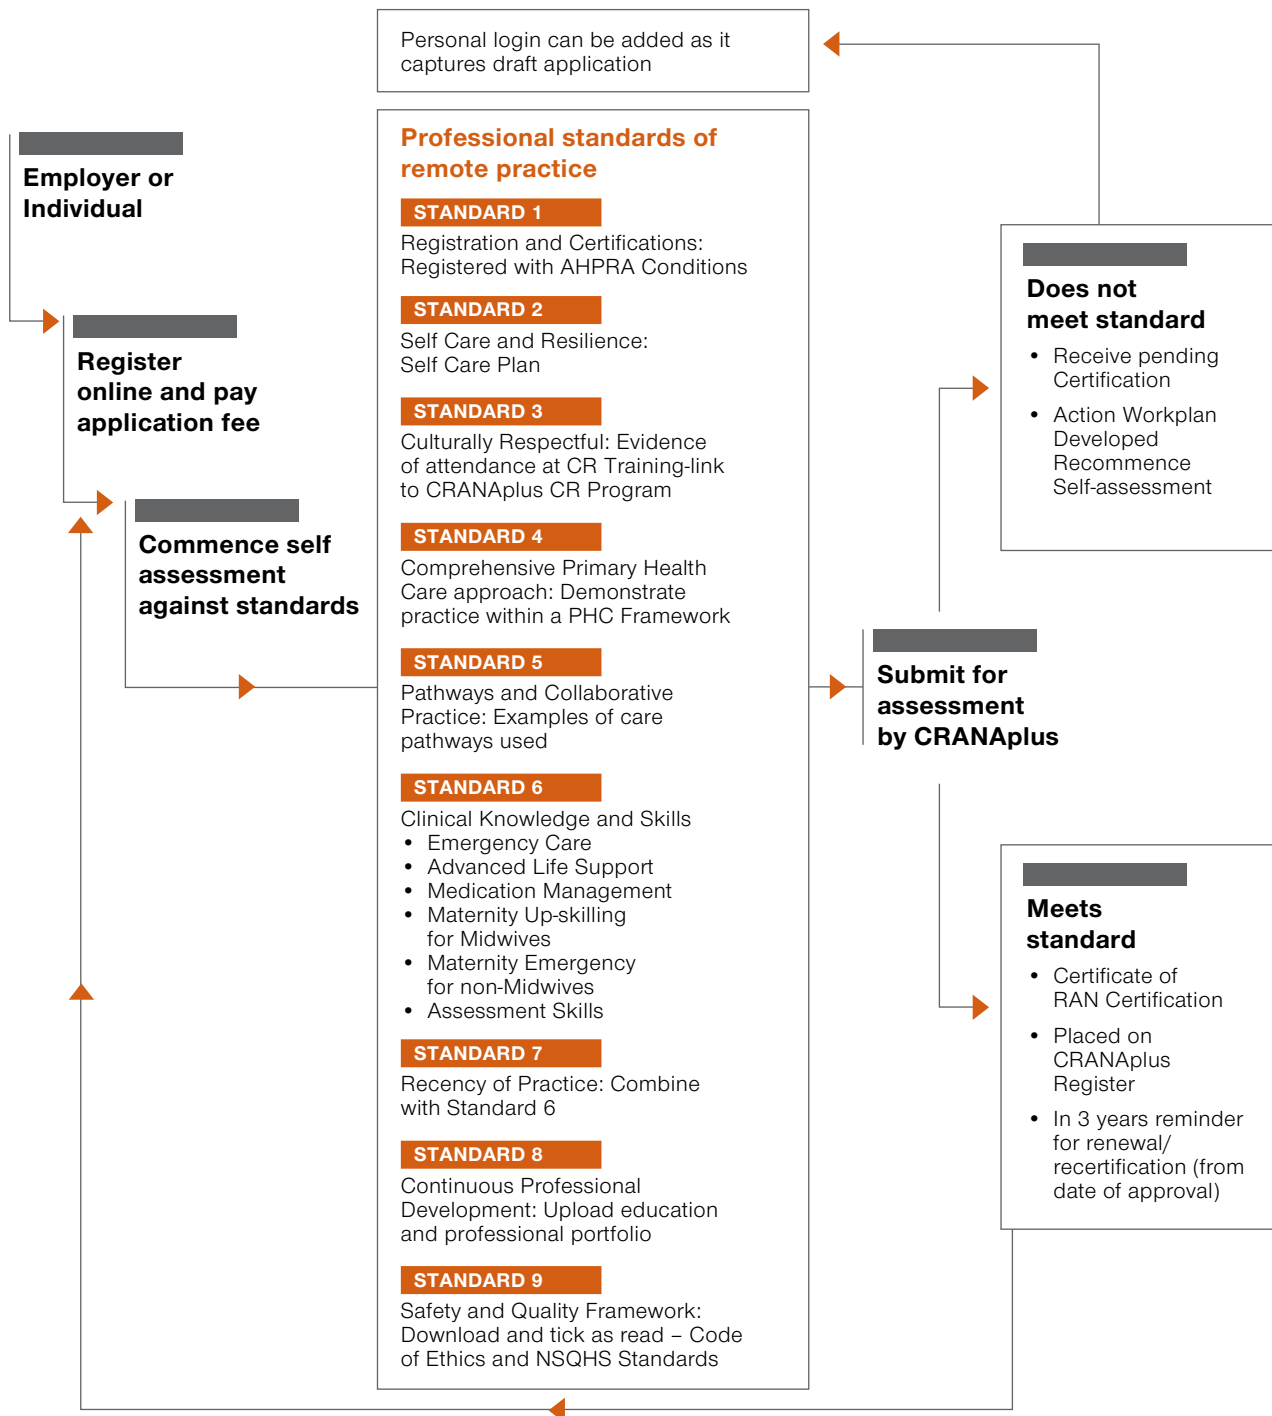 Personal login can be added as it
captures draft application
Employer or
Individual
Register
online and pay
application fee
Commence self
assessment
against standards
Professional standards of
remote practice
STANDARD 1
Registration and Certifications:
Registered with AHPRA Conditions
STANDARD 2
Self Care and Resilience:
Self Care Plan
STANDARD 3
Culturally Respectful: Evidence
of attendance at CR Training-link
to CRANAplus CR Program
STANDARD 4
Comprehensive Primary Health
Care approach: Demonstrate
practice within a PHC Framework
STANDARD 5
Pathways and Collaborative
Practice: Examples of care
pathways used
STANDARD 6
Clinical Knowledge and Skills
• Emergency Care
• Advanced Life Support
• Medication Management
• Maternity Up-skilling
for Midwives
• Maternity Emergency
for non-Midwives
• Assessment Skills
STANDARD 7
Recency of Practice: Combine
with Standard 6
STANDARD 8
Continuous Professional
Development: Upload education
and professional portfolio
STANDARD 9
Safety and Quality Framework:
Download and tick as read – Code
of Ethics and NSQHS Standards
Submit for
assessment
by CRANAplus
Does not
meet standard
• Receive pending
Certification
• Action Workplan
Developed
Recommence
Self-assessment
Meets
standard
• Certificate of
RAN Certification
• Placed on
CRANAplus
Register
• In 3 years reminder
for renewal/
recertification (from
date of approval)